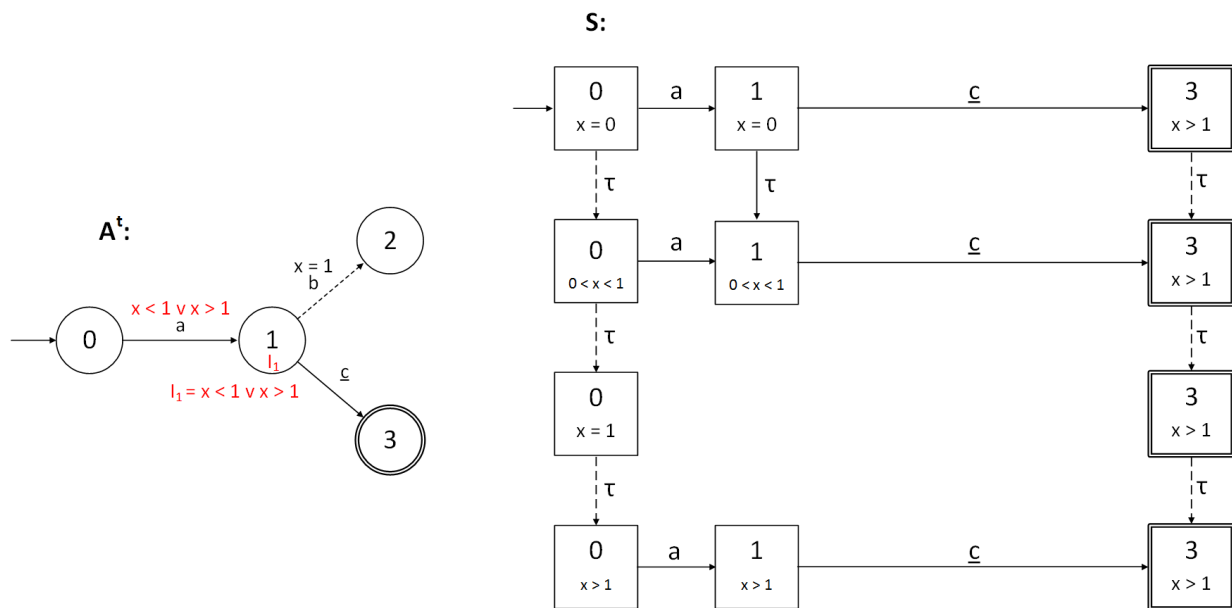 S:
0
x = 0
a
1
x = 0
c
3
x > 1
τ
τ
τ
0
0 < x < 1
a
1
0 < x < 1
c
3
x > 1
τ
τ
0
x = 1
3
x > 1
τ
τ
0
x > 1
a
1
x > 1
c
3
x > 1
Aᵗ:
2
x = 1
b
x < 1 v x > 1
a
0
1
I₁
c
I₁ = x < 1 v x > 1
3